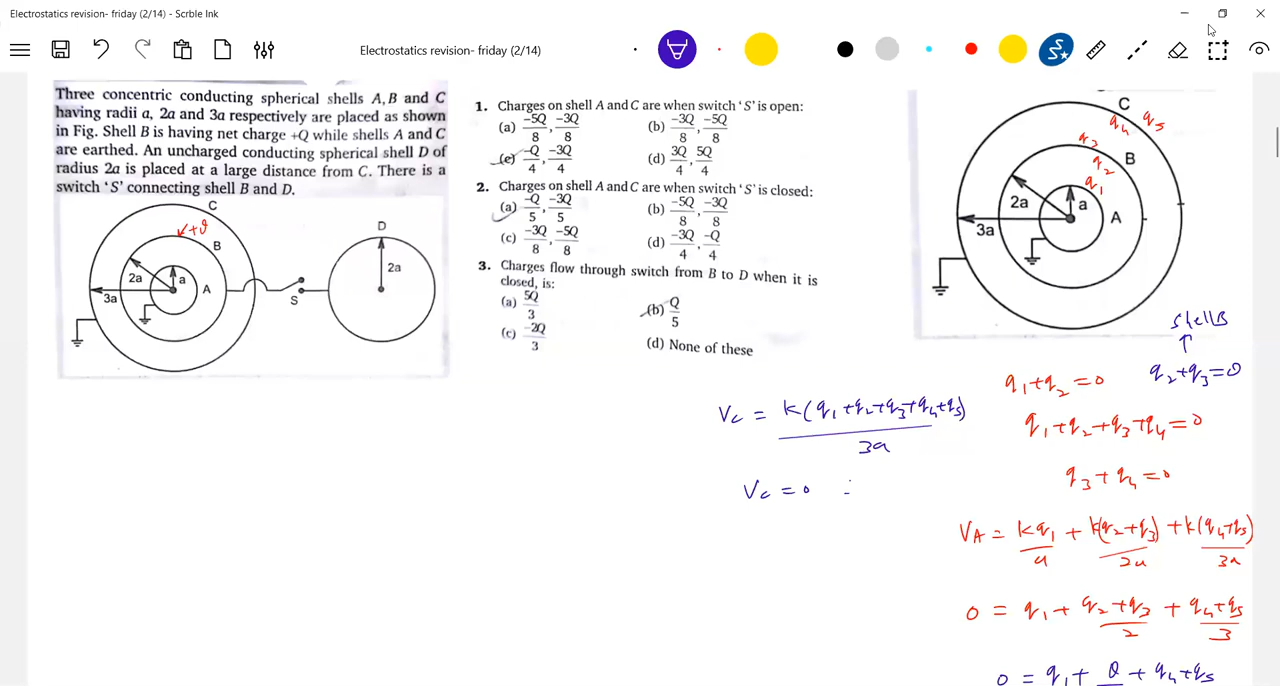 Electrostatics revision- friday (2/14) - Scrble Ink
Electrostatics revision- friday (2/14)
Three concentric conducting spherical shells A, B and C
having radii a, 2a and 3a respectively are placed as shown
in Fig. Shell B is having net charge +Q while shells A and C
are earthed. An uncharged conducting spherical shell D of
radius 2a is placed at a large distance from C. There is a
switch 'S' connecting shell B and D.
C
+Q
B
D
2a
a
A
2a
3a
S
1. Charges on shell A and C are when switch 'S' is open:
(a) -5Q/8, -3Q/8 (b) -3Q/8, -5Q/8
(c) -Q/4, -3Q/4 (d) 3Q/4, 5Q/4
2. Charges on shell A and C are when switch 'S' is closed:
(a) -Q/5, -3Q/5 (b) -5Q/8, -3Q/8
(c) -3Q/8, -5Q/8 (d) -3Q/4, -Q/4
3. Charges flow through switch from B to D when it is
closed, is:
(a) 5Q/3 (b) Q/5
(c) -2Q/3 (d) None of these
C
q4 q5
q3
B
q2
q1
2a
a
A
3a
Shell B
↑
q2+q3=Q
q1+q2=0
q1+q2+q3+q4=0
q3+q4=0
Vc = k(q1+q2+q3+q4+q5)/3a
Vc = 0
VA = kq1/a + k(q2+q3)/2a + k(q4+q5)/3a
0 = q1 + (q2+q3)/2 + (q4+q5)/3
0 = q1 + Q + q4+q5